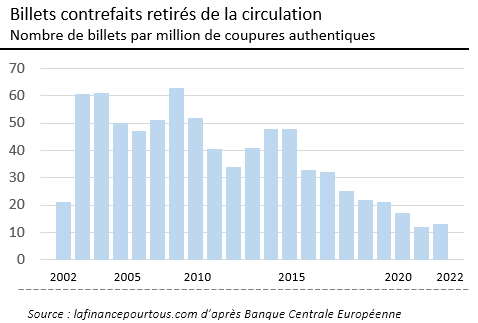 Billets contrefaits retirés de la circulation
Nombre de billets par million de coupures authentiques
70
60
50
40
30
20
10
0
2002 2005 2010 2015 2020 2022
Source : lafinancepourtous.com d’après Banque Centrale Européenne